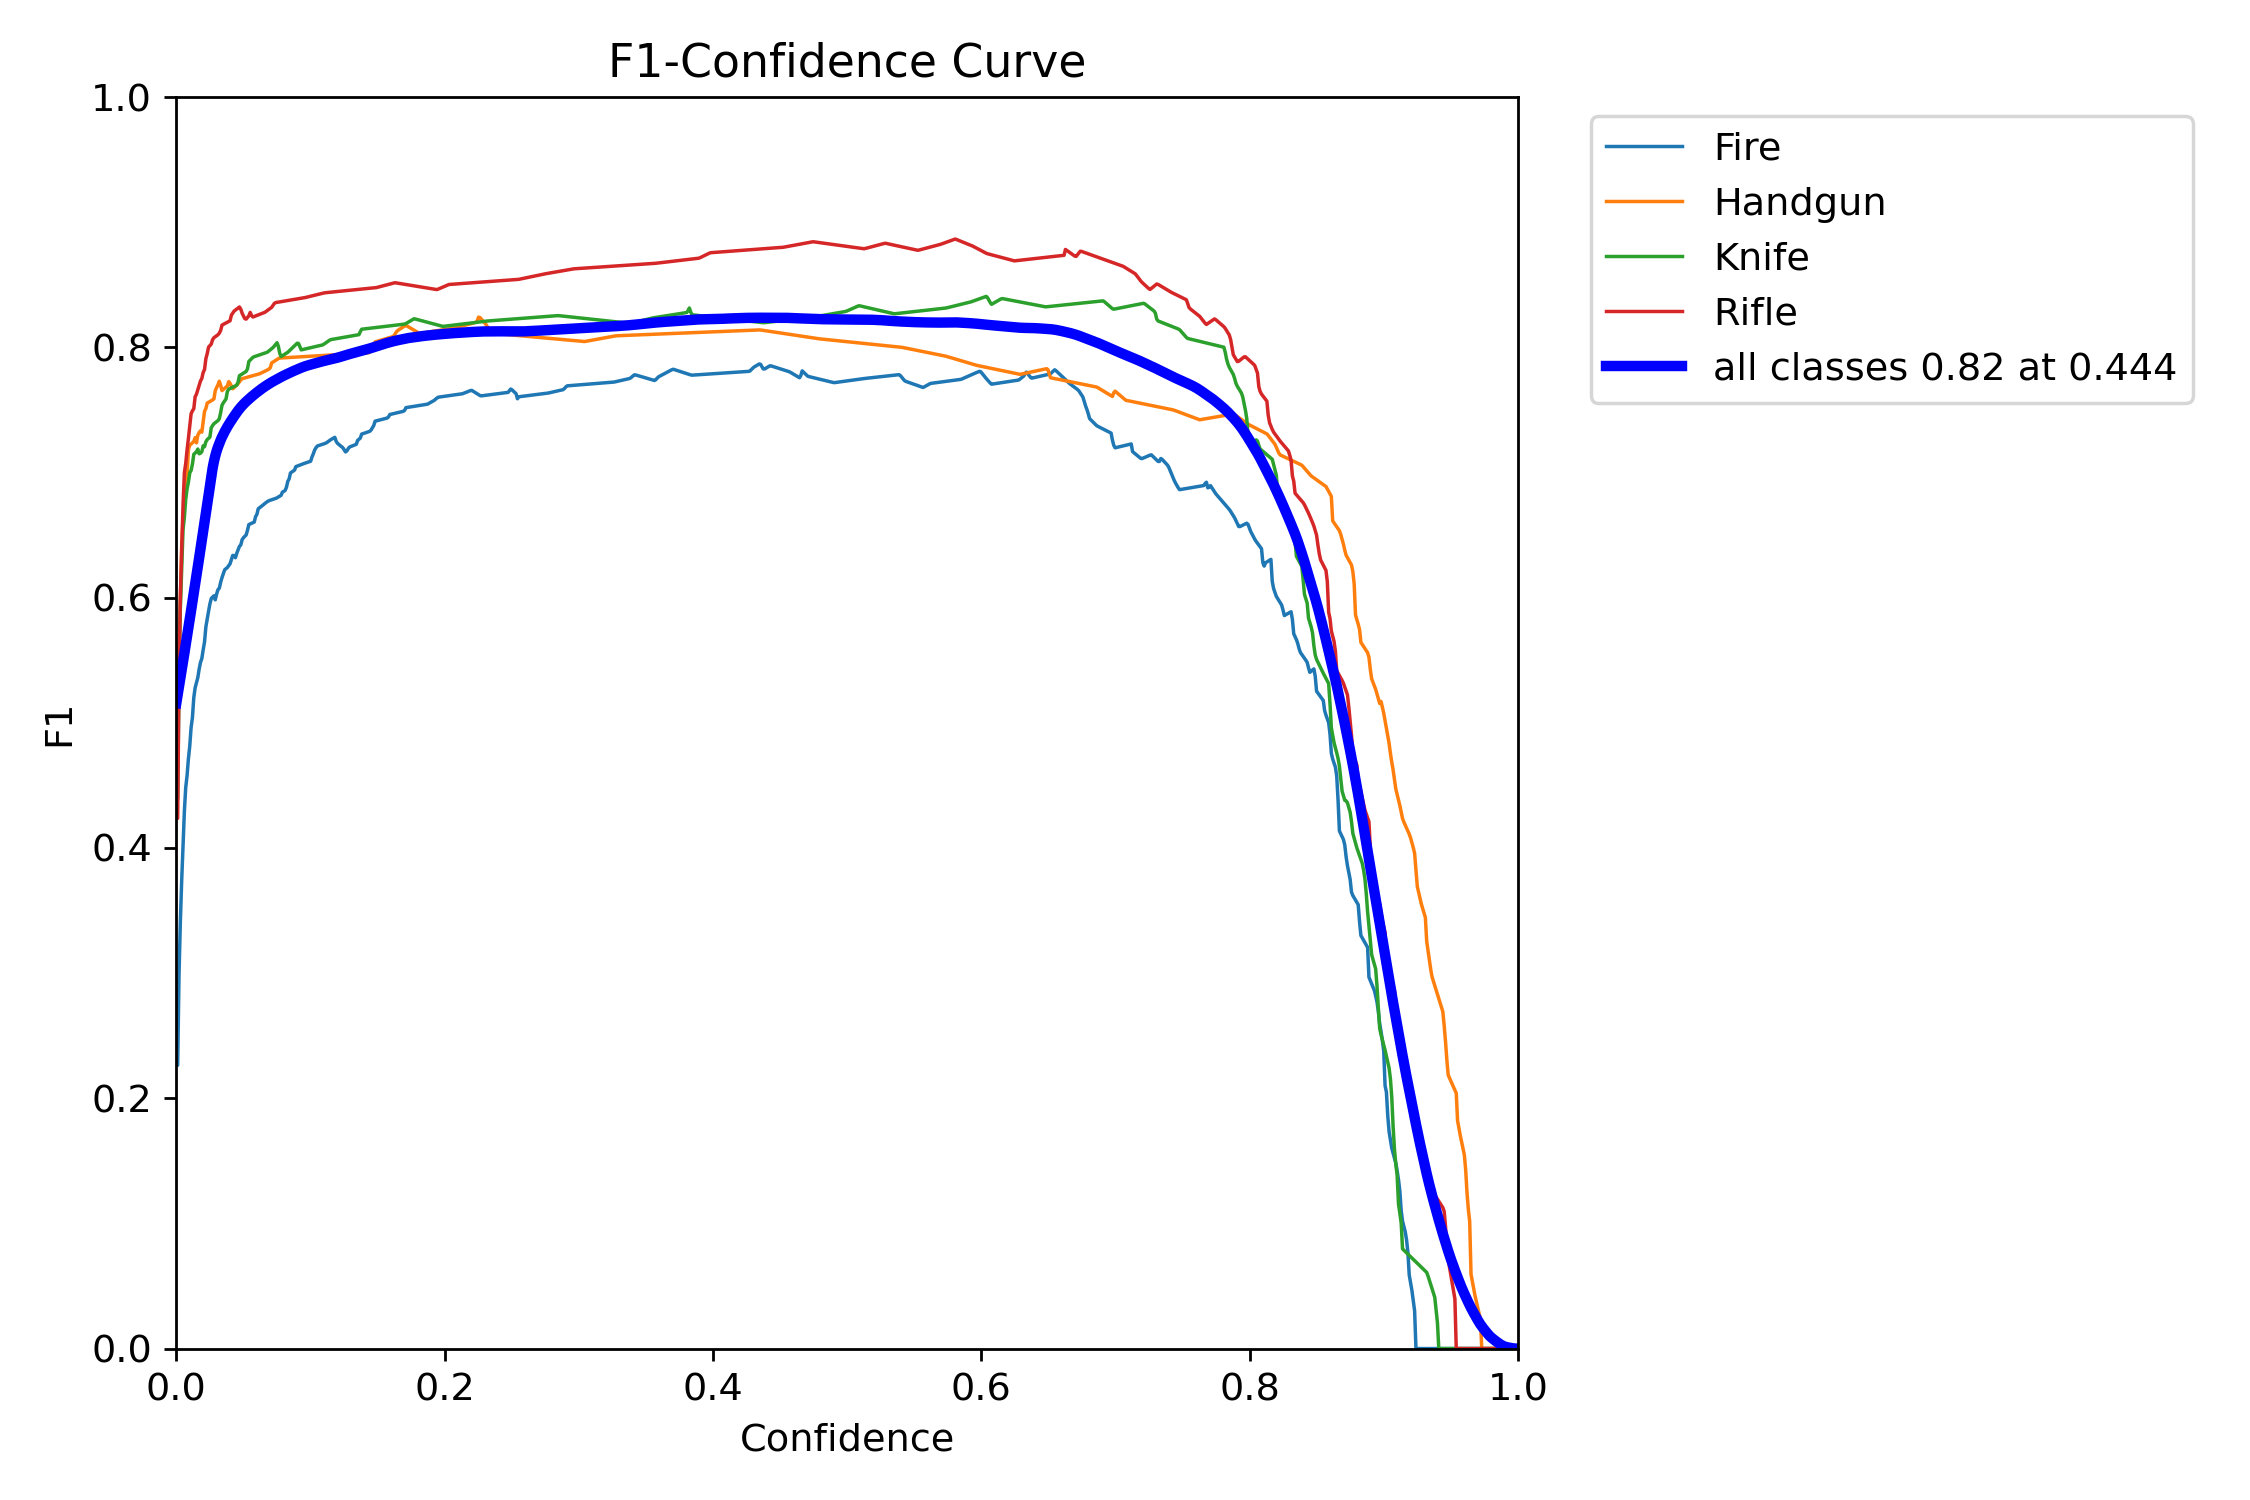 F1-Confidence Curve
1.0
0.8
0.6
0.4
0.2
0.0
F1
0.0 0.2 0.4 0.6 0.8 1.0
Confidence
Fire
Handgun
Knife
Rifle
all classes 0.82 at 0.444